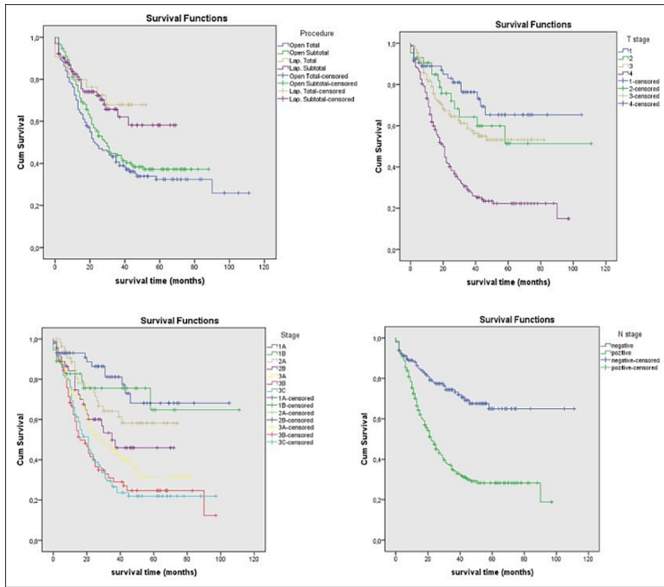 Survival Functions
Procedure
Open Total
Open Subtotal
Lap. Total
Lap. Subtotal
Open Total-censored
Open Subtotal-censored
Lap. Total-censored
Lap. Subtotal-censored
Cum Survival
1,0
0,8
0,6
0,4
0,2
0,0
0 20 40 60 80 100 120
survival time (months)
Survival Functions
T stage
1
2
3
4
1-censored
2-censored
3-censored
4-censored
Cum Survival
1,0
0,8
0,6
0,4
0,2
0,0
0 20 40 60 80 100 120
survival time (months)
Survival Functions
Stage
1A
1B
2A
2B
3A
3B
3C
1A-censored
1B-censored
2A-censored
2B-censored
3A-censored
3B-censored
3C-censored
Cum Survival
1,0
0,8
0,6
0,4
0,2
0,0
0 20 40 60 80 100 120
survival time (months)
Survival Functions
N stage
negative
pozitive
negative-censored
pozitive-censored
Cum Survival
1,0
0,8
0,6
0,4
0,2
0,0
0 20 40 60 80 100 120
survival time (months)